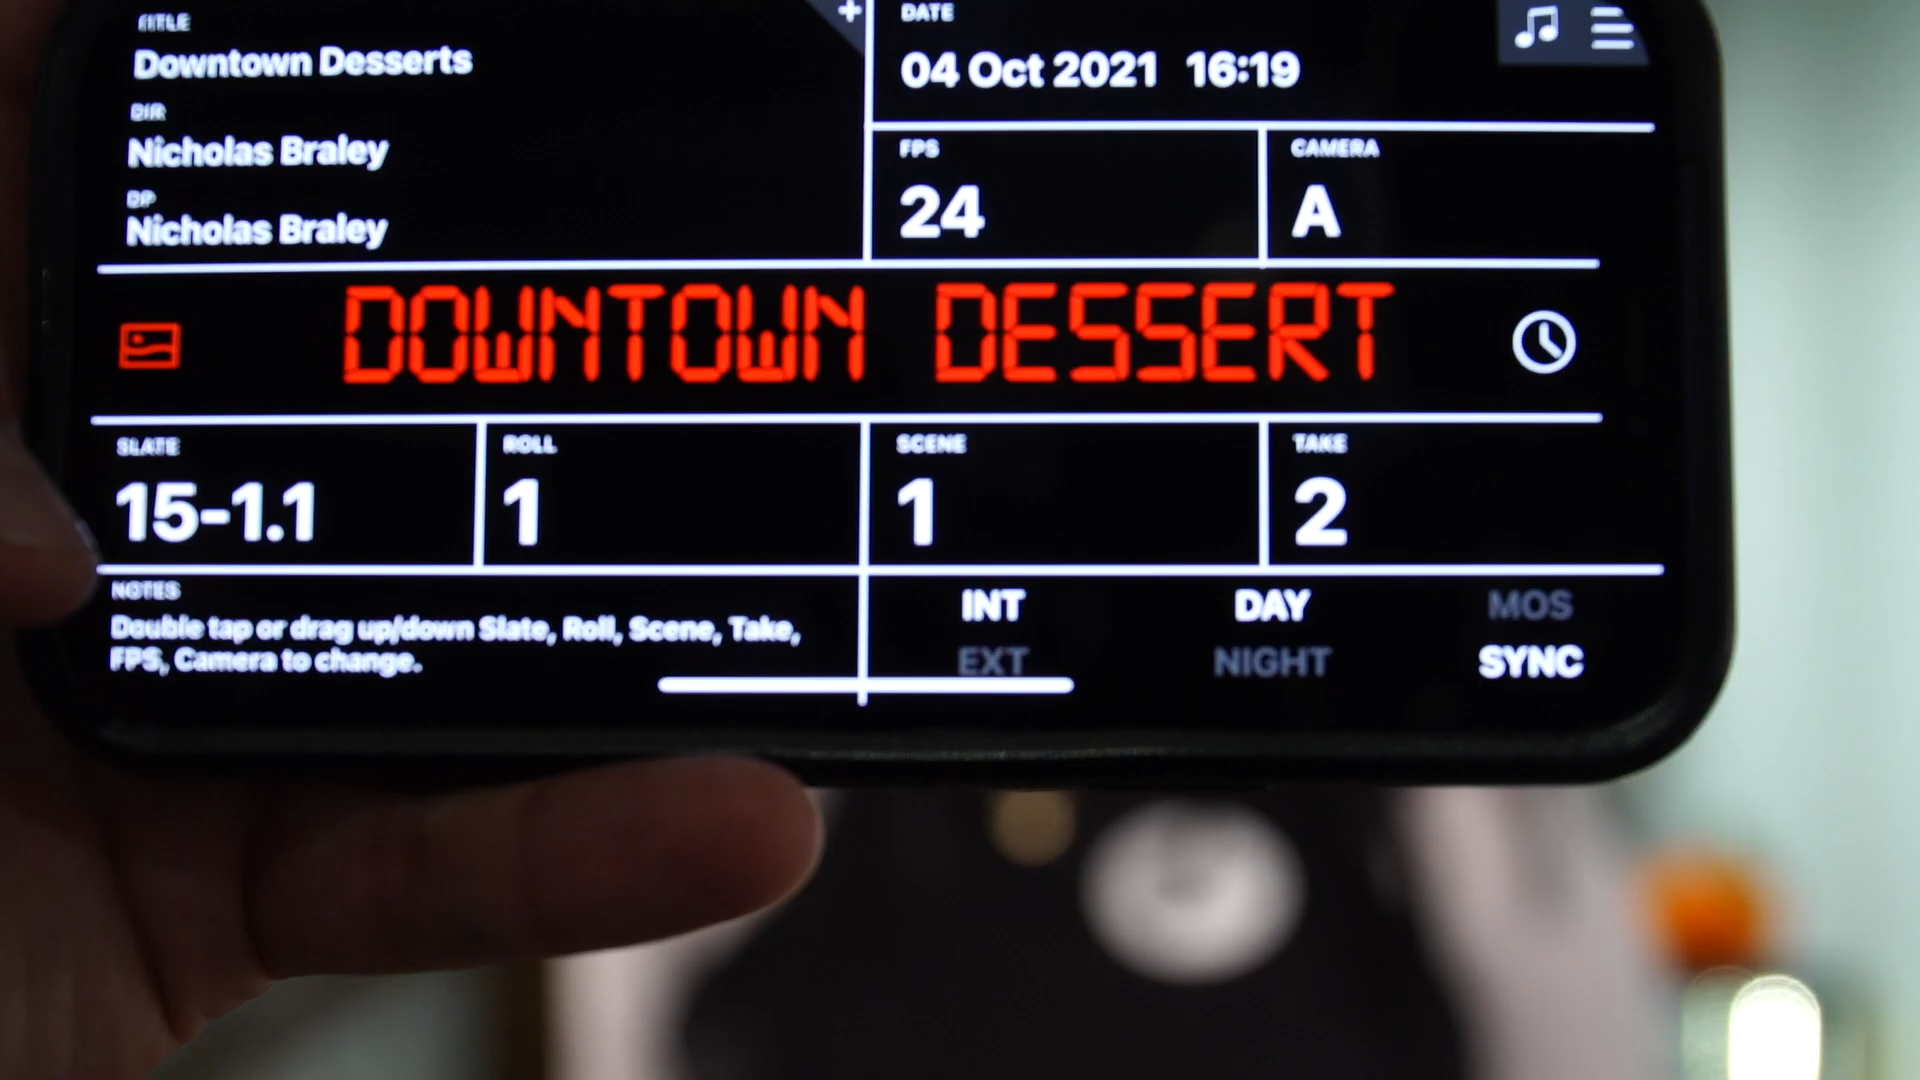 TITLE
Downtown Desserts
DIR
Nicholas Braley
DP
Nicholas Braley
DATE
04 Oct 2021 16:19
FPS
24
CAMERA
A
DOWNTOWN DESSERT
SLATE
15-1.1
ROLL
1
SCENE
1
TAKE
2
NOTES
Double tap or drag up/down Slate, Roll, Scene, Take,
FPS, Camera to change.
INT DAY MOS
EXT NIGHT SYNC